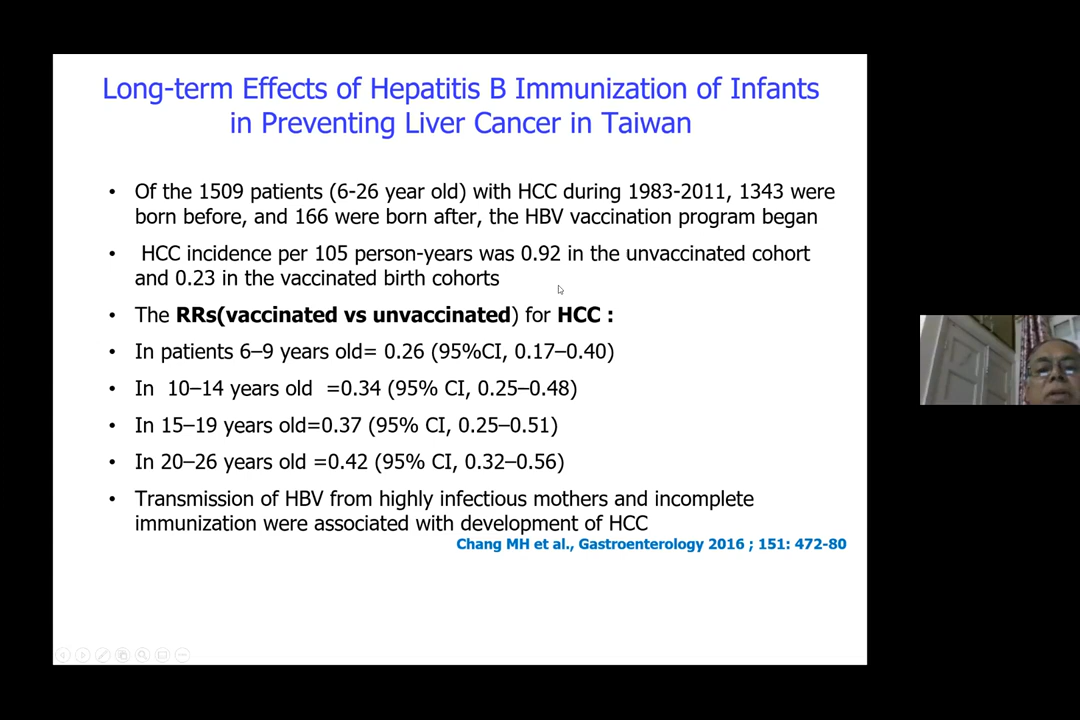 Long-term Effects of Hepatitis B Immunization of Infants
in Preventing Liver Cancer in Taiwan
• Of the 1509 patients (6-26 year old) with HCC during 1983-2011, 1343 were
born before, and 166 were born after, the HBV vaccination program began
• HCC incidence per 105 person-years was 0.92 in the unvaccinated cohort
and 0.23 in the vaccinated birth cohorts
• The RRs(vaccinated vs unvaccinated) for HCC :
• In patients 6–9 years old= 0.26 (95%CI, 0.17–0.40)
• In 10–14 years old =0.34 (95% CI, 0.25–0.48)
• In 15–19 years old=0.37 (95% CI, 0.25–0.51)
• In 20–26 years old =0.42 (95% CI, 0.32–0.56)
• Transmission of HBV from highly infectious mothers and incomplete
immunization were associated with development of HCC
Chang MH et al., Gastroenterology 2016 ; 151: 472-80